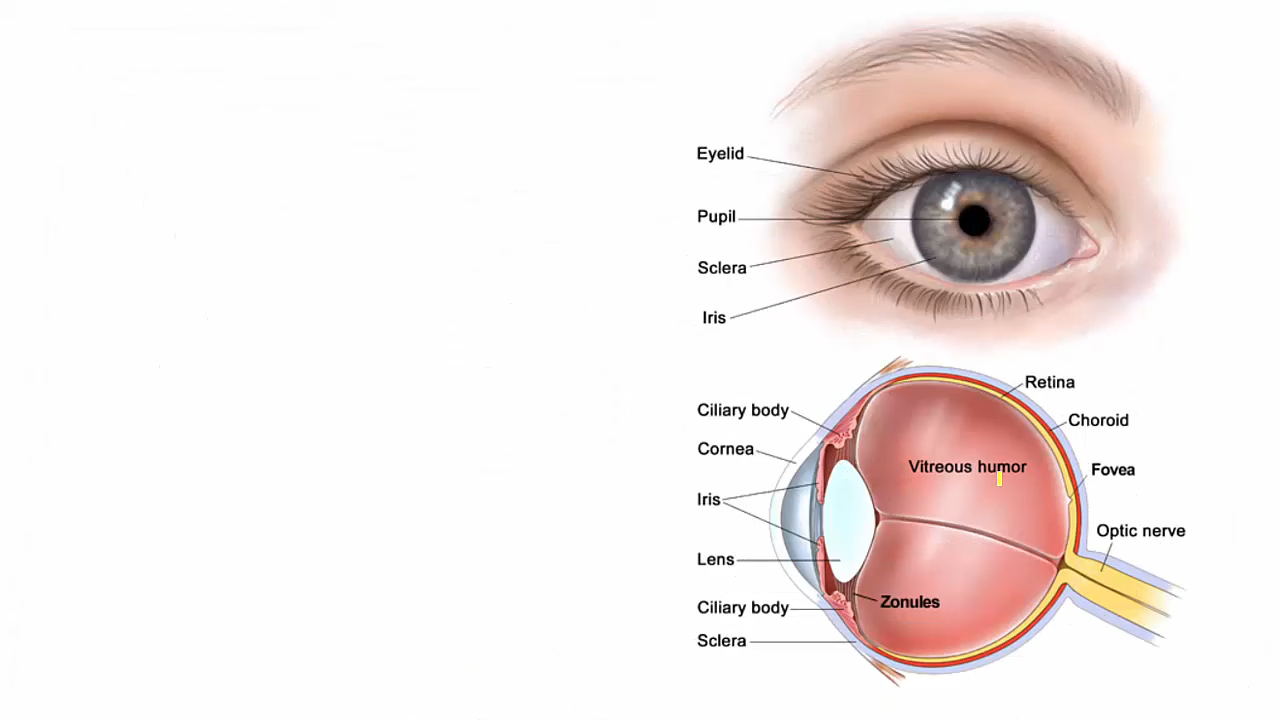 Eyelid
Pupil
Sclera
Iris
Retina
Ciliary body
Choroid
Cornea
Vitreous humor
Fovea
Iris
Optic nerve
Lens
Zonules
Ciliary body
Sclera